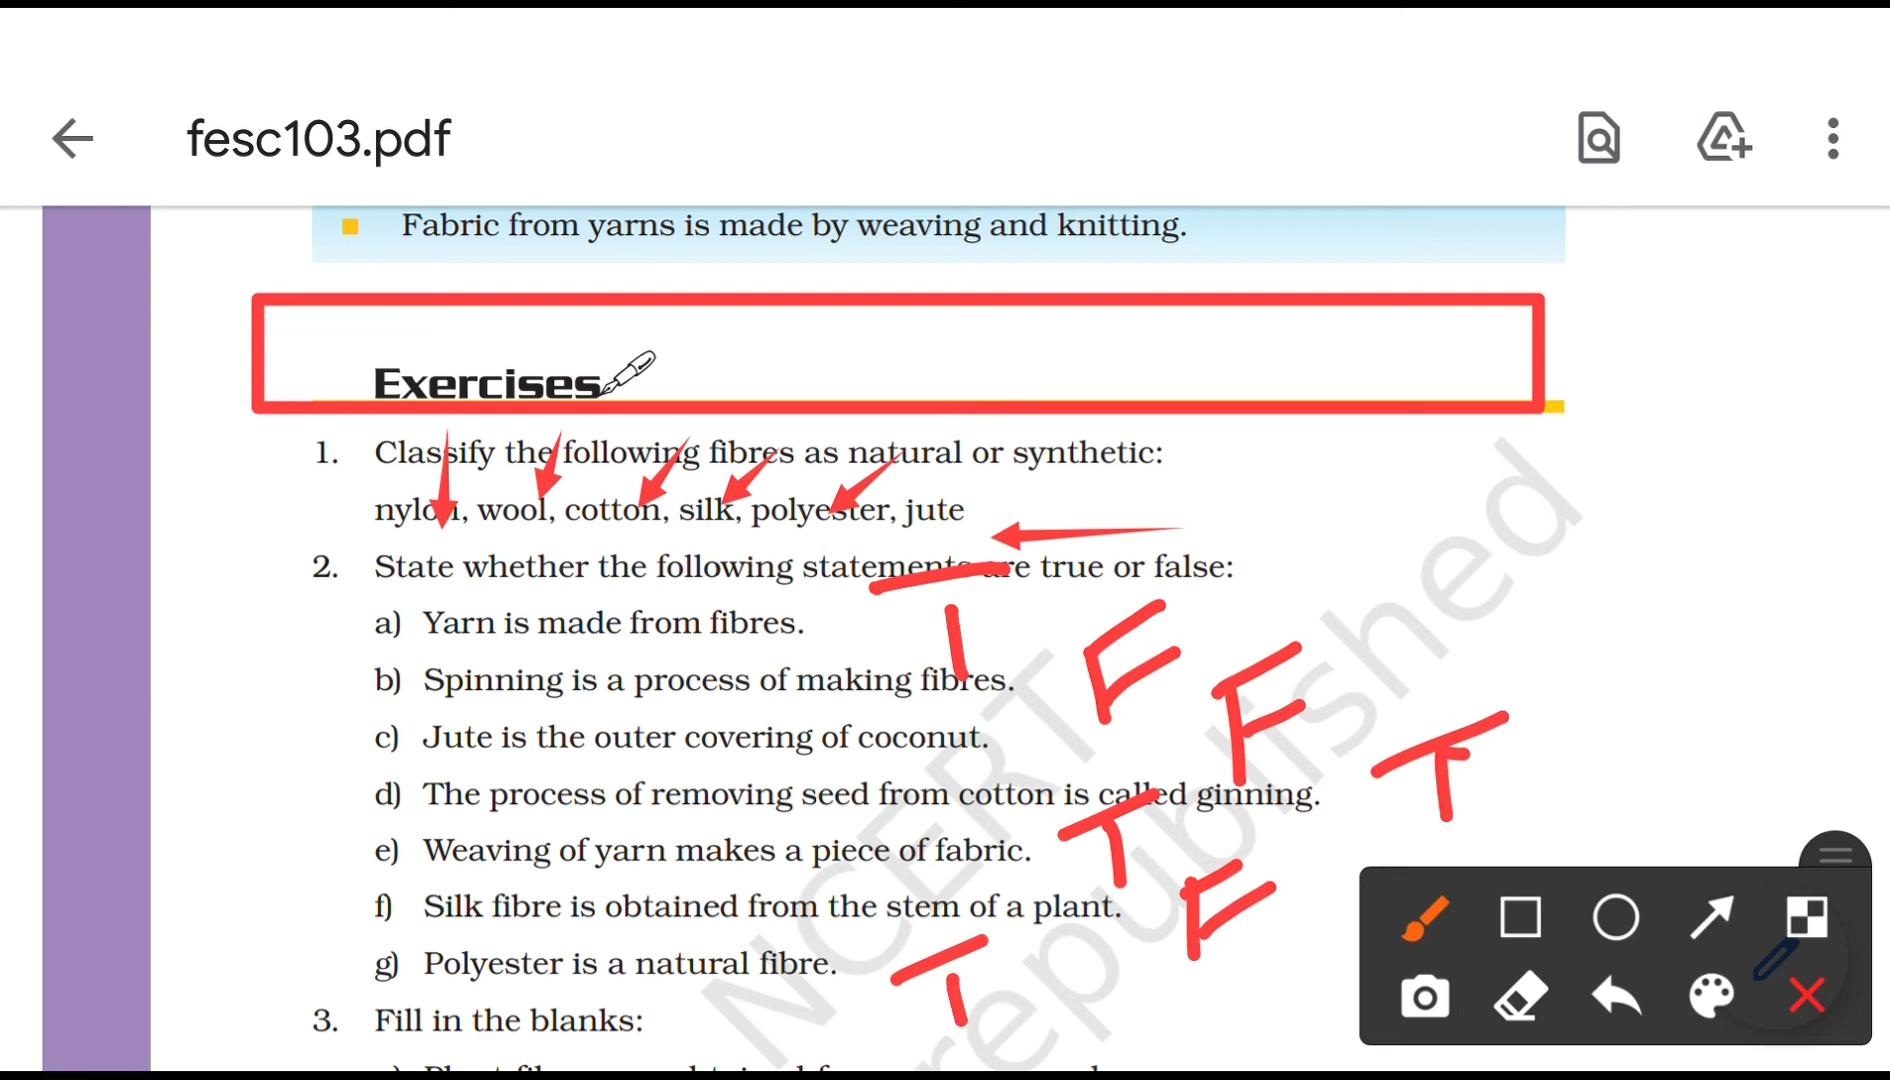 fesc103.pdf
Fabric from yarns is made by weaving and knitting.
Exercises
1. Classify the following fibres as natural or synthetic:
nylon, wool, cotton, silk, polyester, jute
2. State whether the following statements are true or false:
a) Yarn is made from fibres. T
b) Spinning is a process of making fibres. F
c) Jute is the outer covering of coconut. F
d) The process of removing seed from cotton is called ginning. T
e) Weaving of yarn makes a piece of fabric. T
f) Silk fibre is obtained from the stem of a plant. F
g) Polyester is a natural fibre. T
3. Fill in the blanks:
NCERT
republished